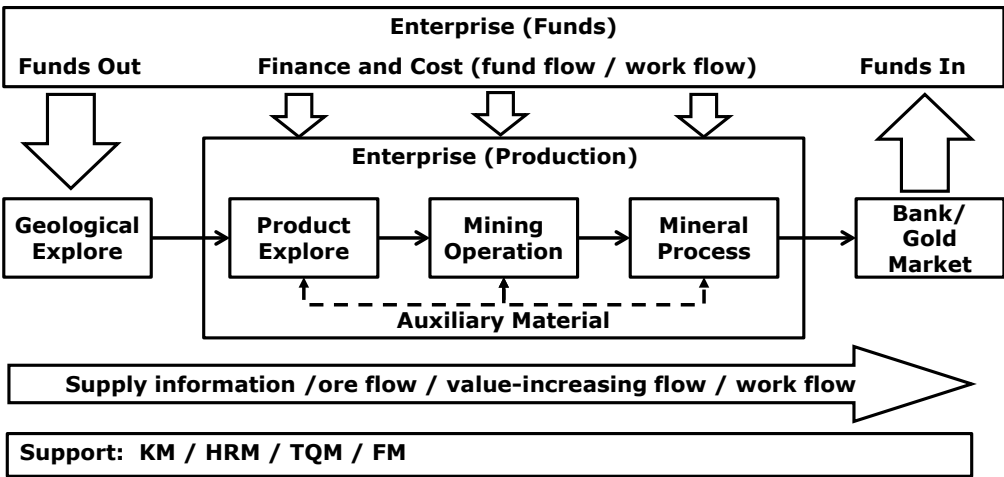 Enterprise (Funds)
Funds Out
Finance and Cost (fund flow / work flow)
Funds In
Enterprise (Production)
Geological
Explore
Product
Explore
Mining
Operation
Mineral
Process
Bank/
Gold
Market
Auxiliary Material
Supply information /ore flow / value-increasing flow / work flow
Support: KM / HRM / TQM / FM